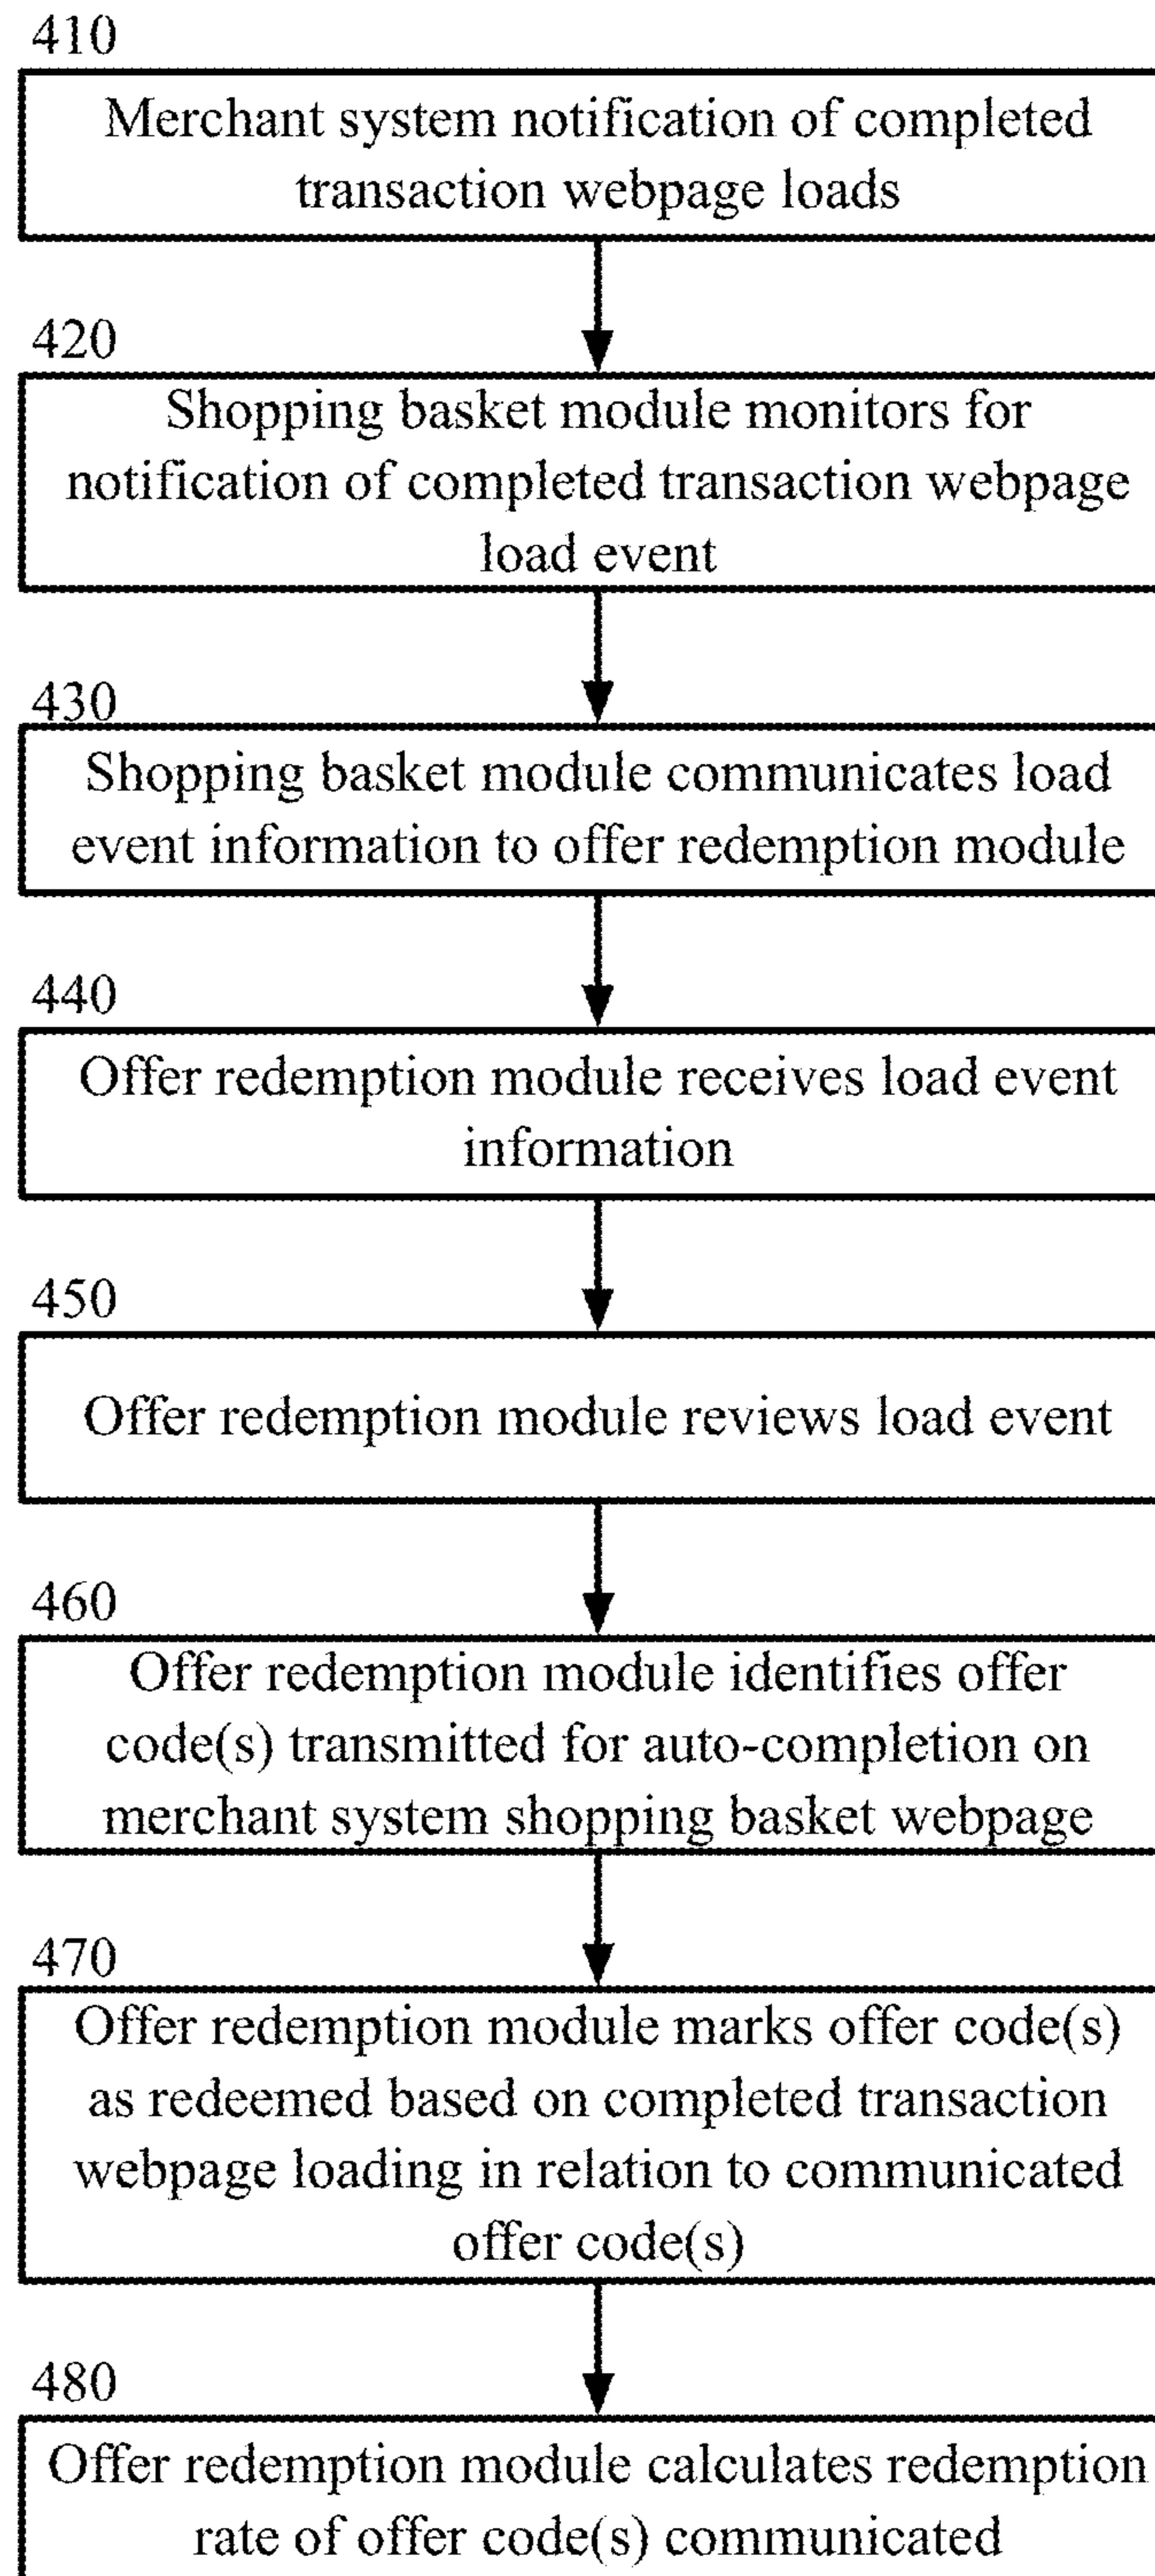 410
Merchant system notification of completed
transaction webpage loads
420
Shopping basket module monitors for
notification of completed transaction webpage
load event
430
Shopping basket module communicates load
event information to offer redemption module
440
Offer redemption module receives load event
information
450
Offer redemption module reviews load event
460
Offer redemption module identifies offer
code(s) transmitted for auto-completion on
merchant system shopping basket webpage
470
Offer redemption module marks offer code(s)
as redeemed based on completed transaction
webpage loading in relation to communicated
offer code(s)
480
Offer redemption module calculates redemption
rate of offer code(s) communicated